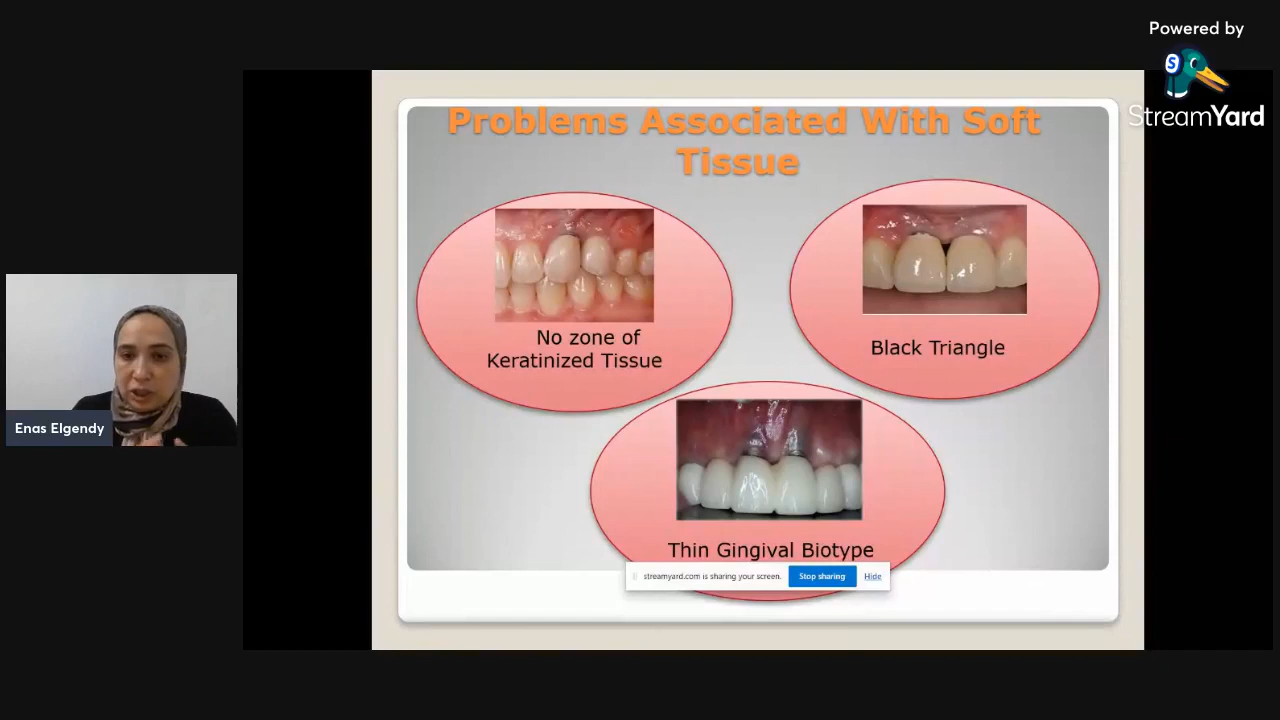 Powered by
S
StreamYard
Problems Associated With Soft
Tissue
No zone of
Keratinized Tissue
Black Triangle
Thin Gingival Biotype
streamyard.com is sharing your screen.
Stop sharing
Hide
Enas Elgendy